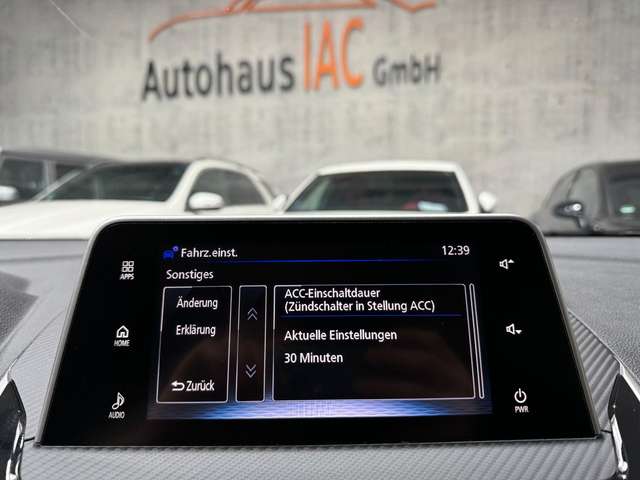 Autohaus IAC GmbH
Fahrz.einst.
12:39
Sonstiges
Änderung
Erklärung
Zurück
ACC-Einschaltdauer
(Zündschalter in Stellung ACC)
Aktuelle Einstellungen
30 Minuten
APPS
HOME
AUDIO
PWR